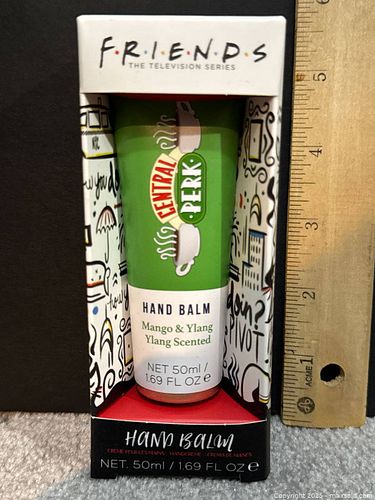 F·R·I·E·N·D·S
THE TELEVISION SERIES
CENTRAL
PERK
HAND BALM
Mango & Ylang
Ylang Scented
NET 50ml /
1.69 FL OZ e
PIVOT
HAND BALM
NET. 50ml / 1.69 FL OZ e
5
4
3
2
1
ACME
Copyright 2025 - maxsold.com